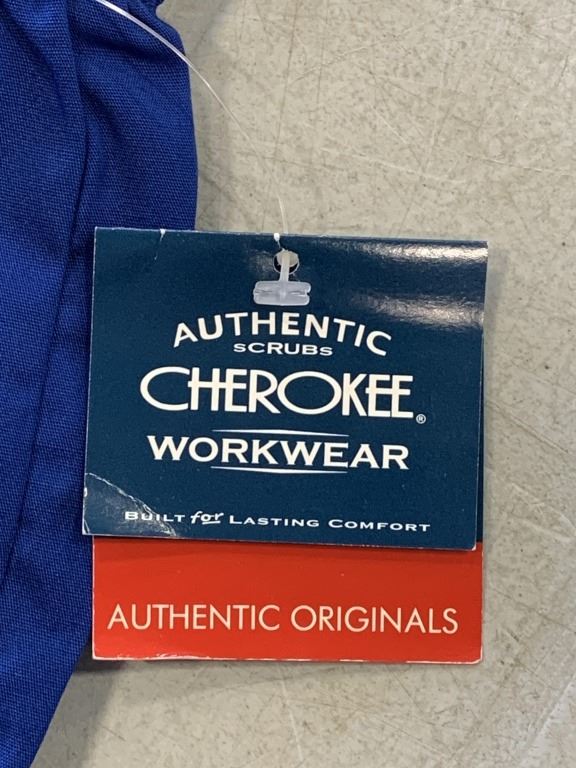 AUTHENTIC
SCRUBS
CHEROKEE®
WORKWEAR
BUILT for LASTING COMFORT
AUTHENTIC ORIGINALS